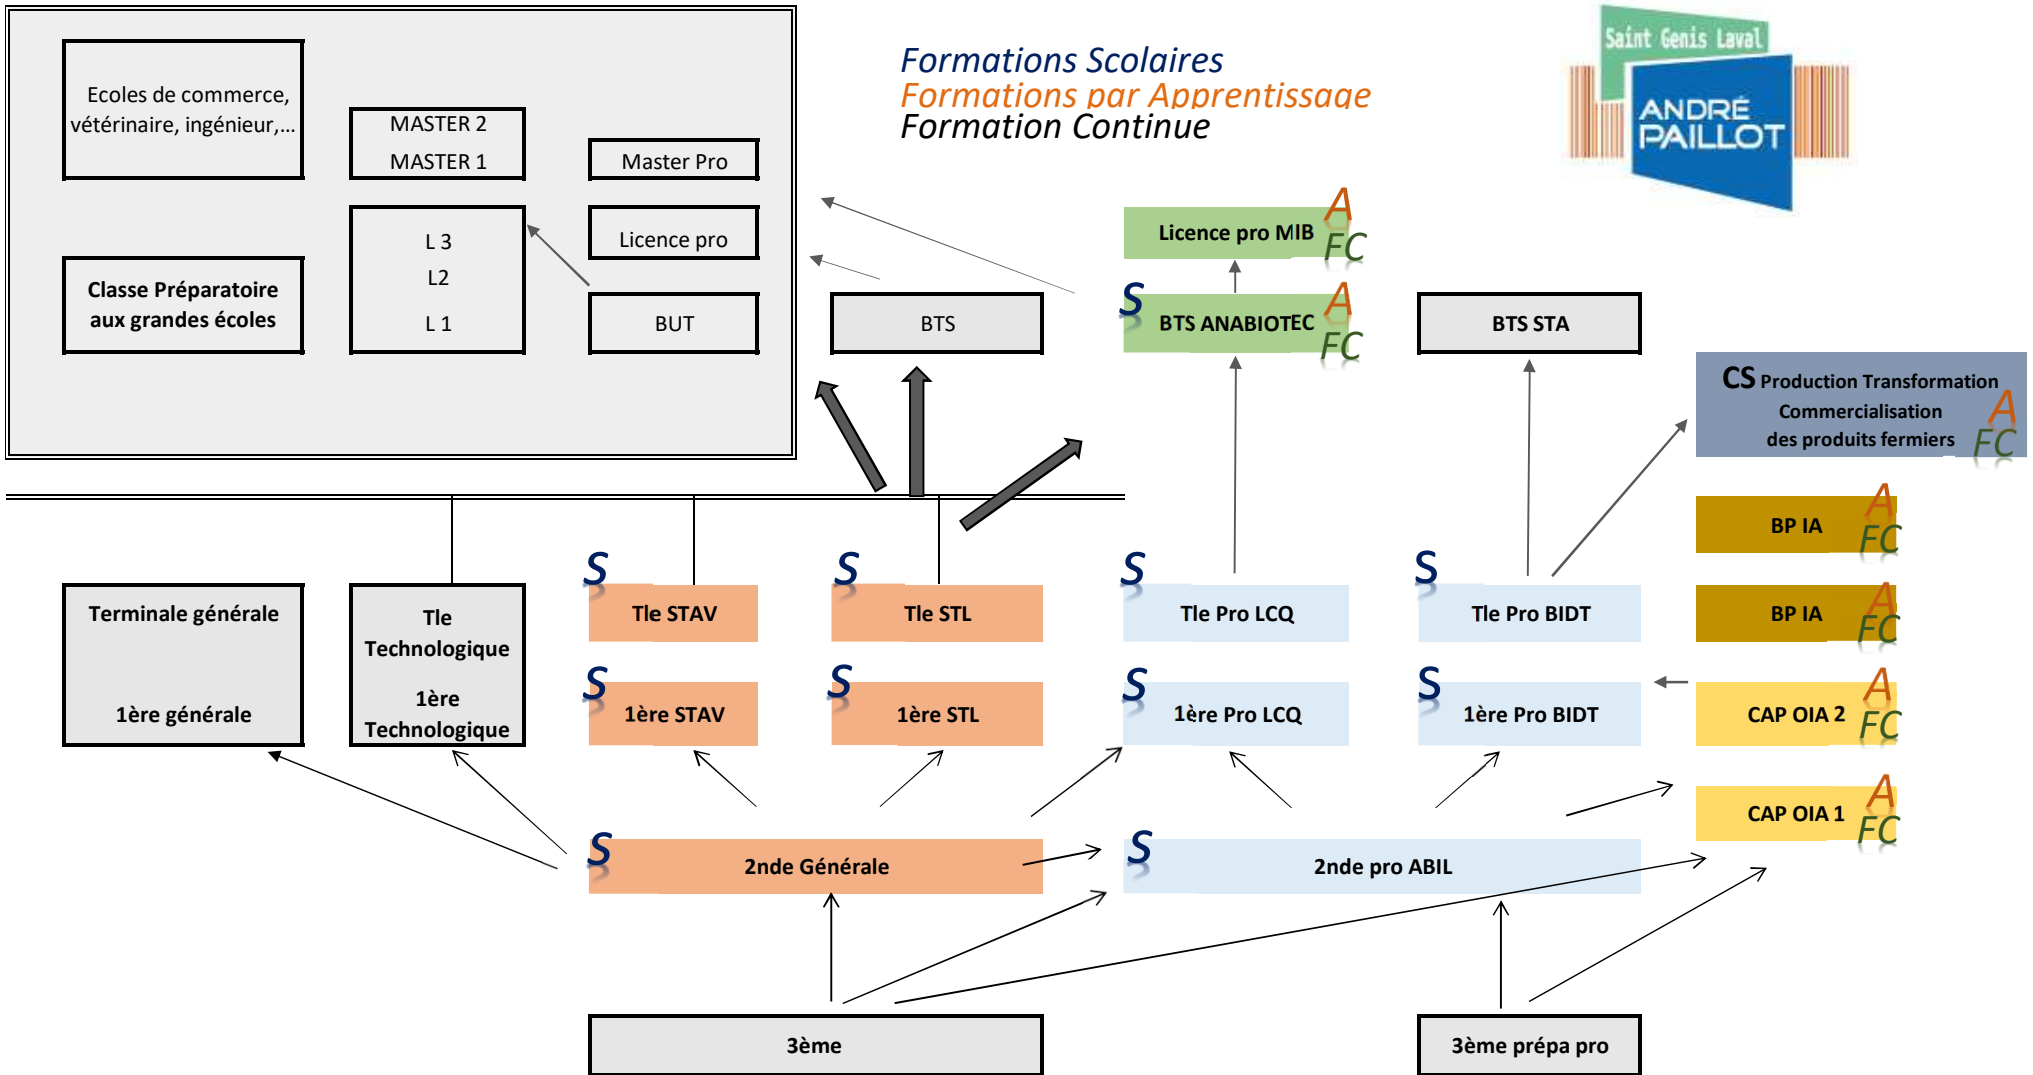 Saint Genis Laval
ANDRÉ
PAILLOT
Formations Scolaires
Formations par Apprentissage
Formation Continue
Ecoles de commerce,
vétérinaire, ingénieur,...
MASTER 2
MASTER 1
Master Pro
L 3
L2
L 1
Licence pro
Classe Préparatoire
aux grandes écoles
BUT
BTS
Licence pro MIB
A
FC
S
BTS ANABIOTEC
A
FC
BTS STA
CS Production Transformation
Commercialisation
des produits fermiers
A
FC
BP IA
A
FC
Terminale générale
1ère générale
Tle
Technologique
1ère
Technologique
S
Tle STAV
S
Tle STL
S
Tle Pro LCQ
S
Tle Pro BIDT
BP IA
A
FC
S
1ère STAV
S
1ère STL
S
1ère Pro LCQ
S
1ère Pro BIDT
CAP OIA 2
A
FC
CAP OIA 1
A
FC
S
2nde Générale
S
2nde pro ABIL
3ème
3ème prépa pro